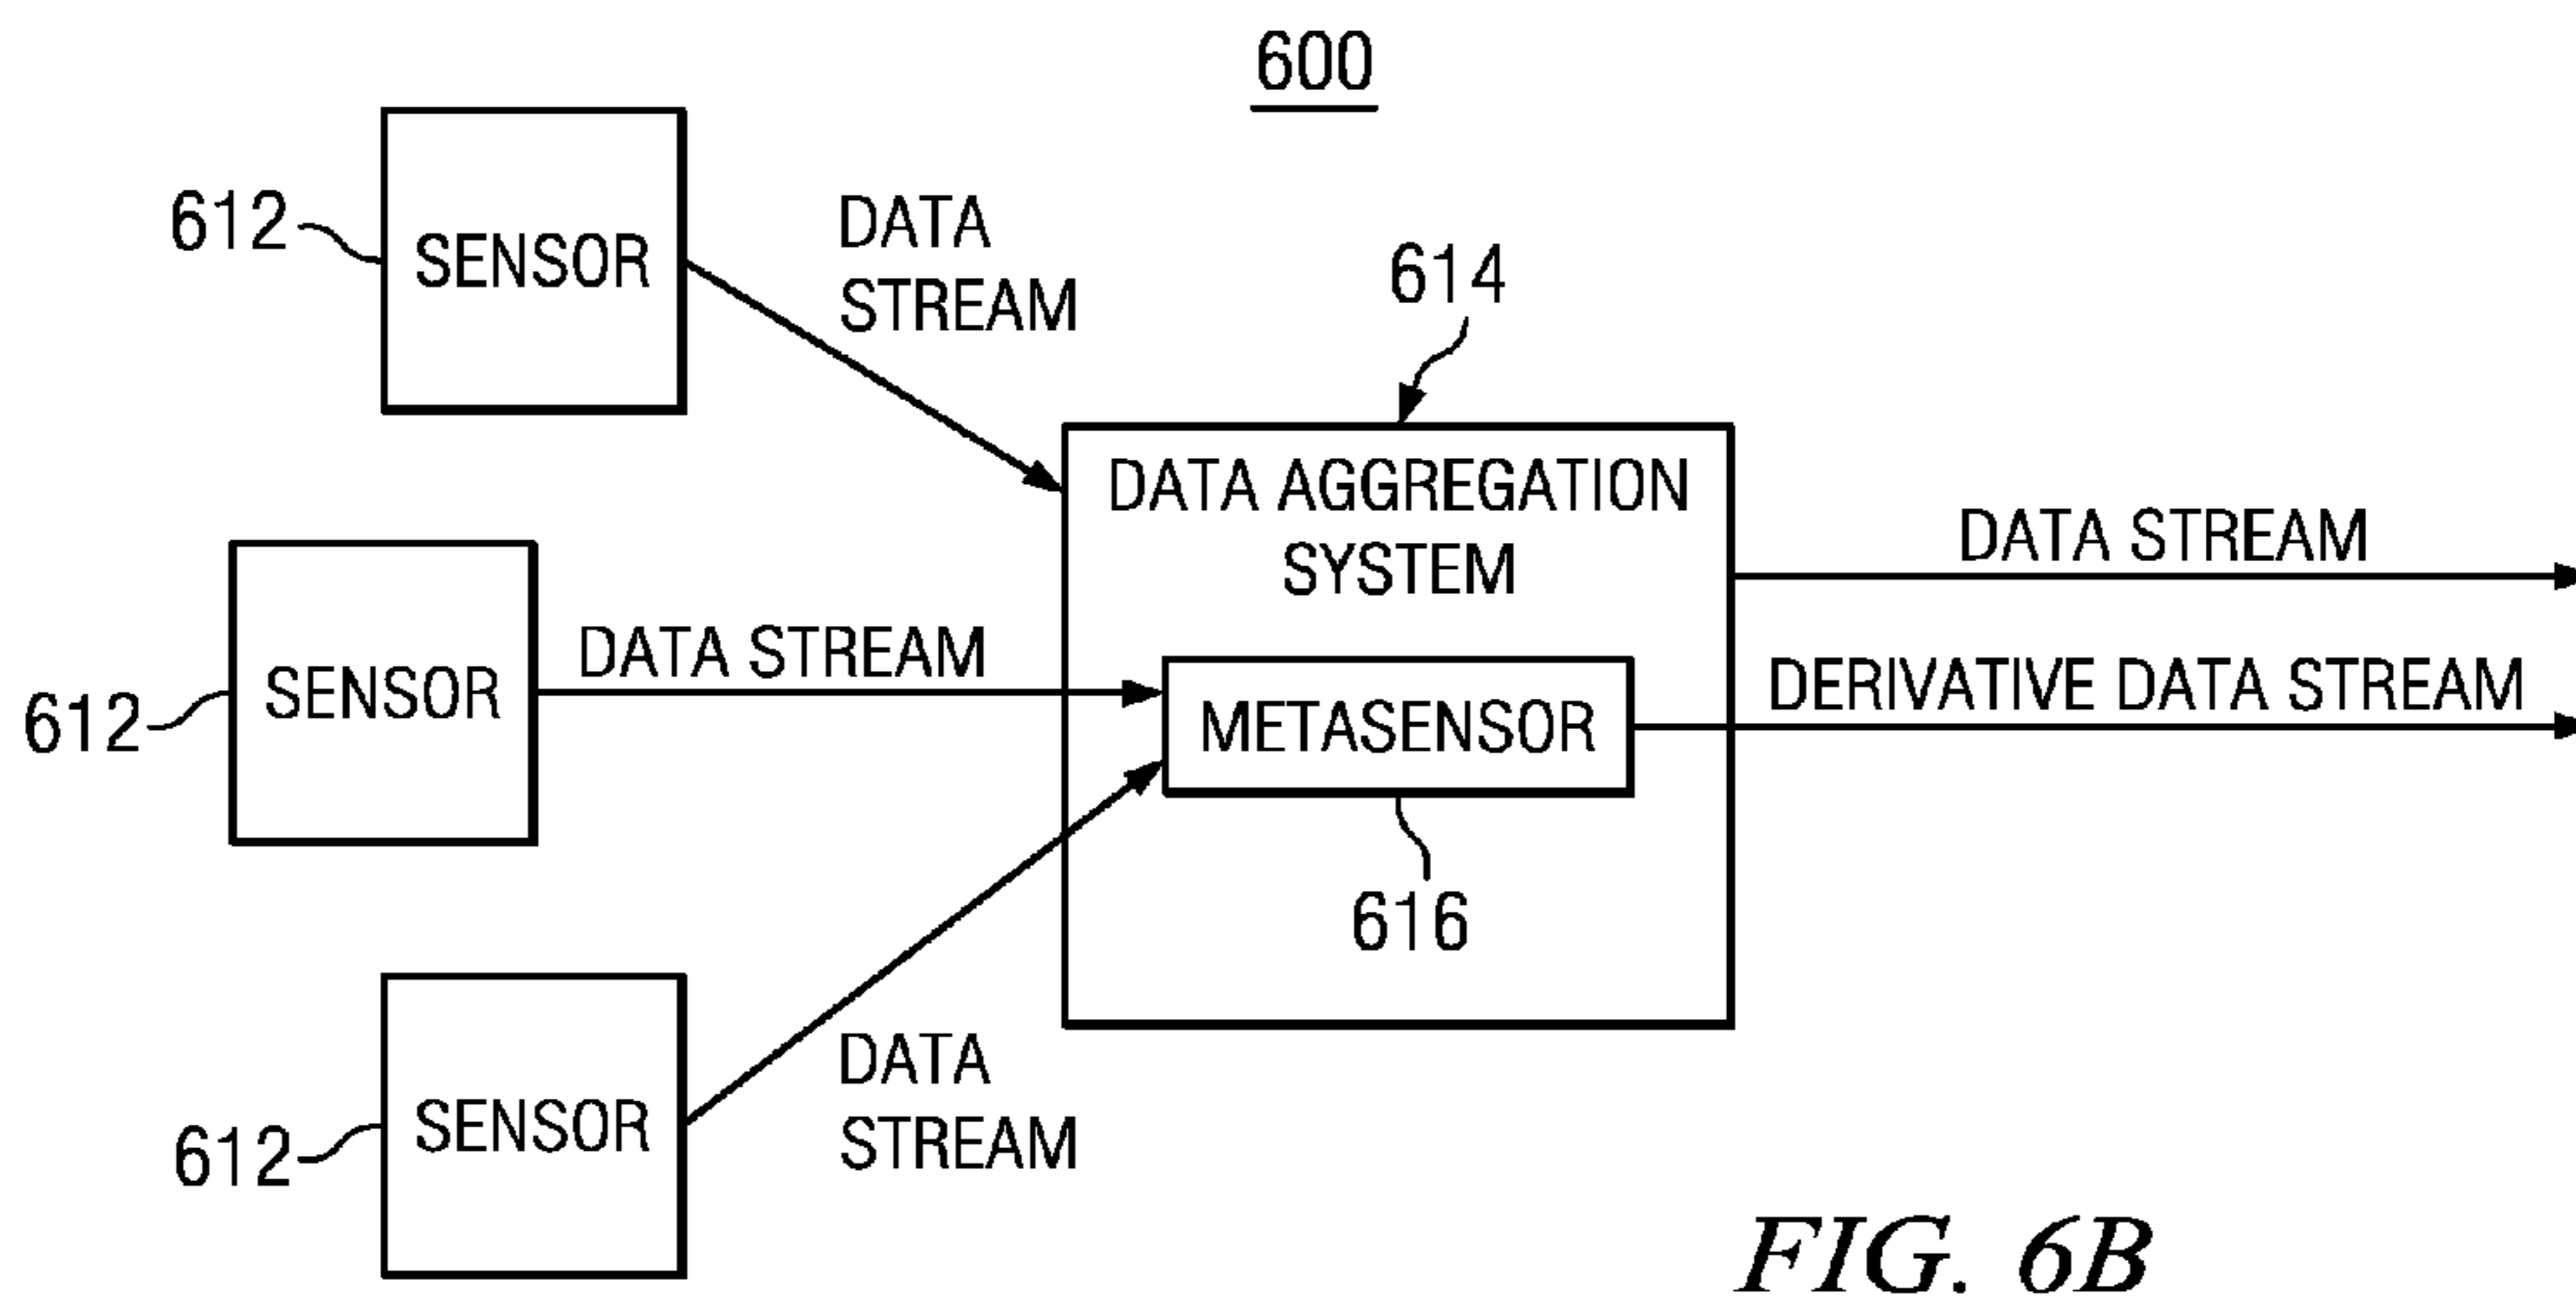 600
612
SENSOR
DATA
STREAM
614
DATA AGGREGATION
SYSTEM
DATA STREAM
612
SENSOR
DATA STREAM
METASENSOR
DERIVATIVE DATA STREAM
616
612
SENSOR
DATA
STREAM
FIG. 6B